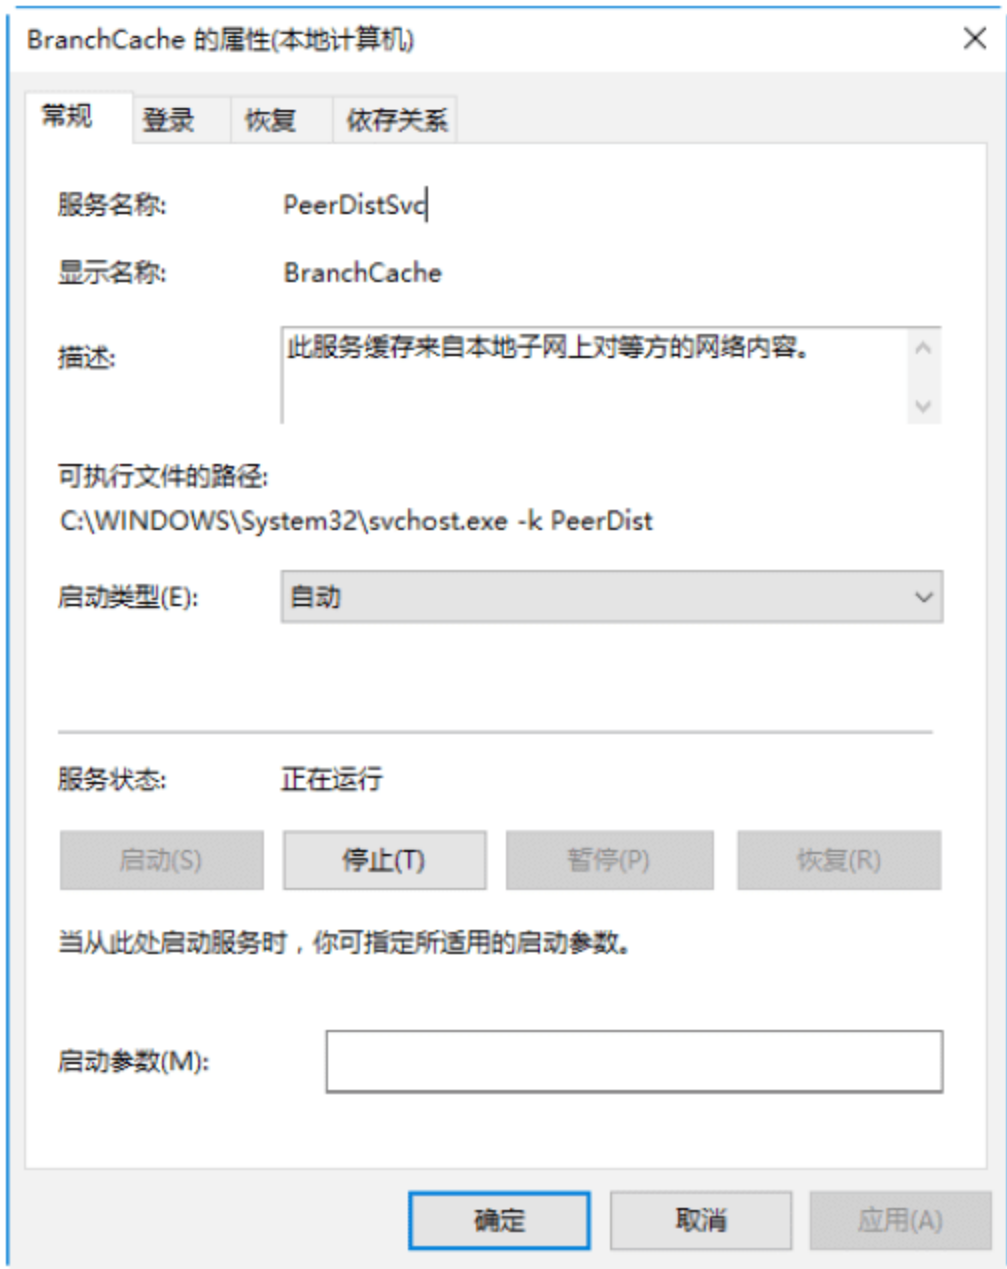 BranchCache 的属性(本地计算机)
常规 登录 恢复 依存关系
服务名称: PeerDistSvc
显示名称: BranchCache
描述: 此服务缓存来自本地子网上对等方的网络内容。
可执行文件的路径:
C:\WINDOWS\System32\svchost.exe -k PeerDist
启动类型(E): 自动
服务状态: 正在运行
启动(S) 停止(T) 暂停(P) 恢复(R)
当从此处启动服务时，你可指定所适用的启动参数。
启动参数(M):
确定 取消 应用(A)